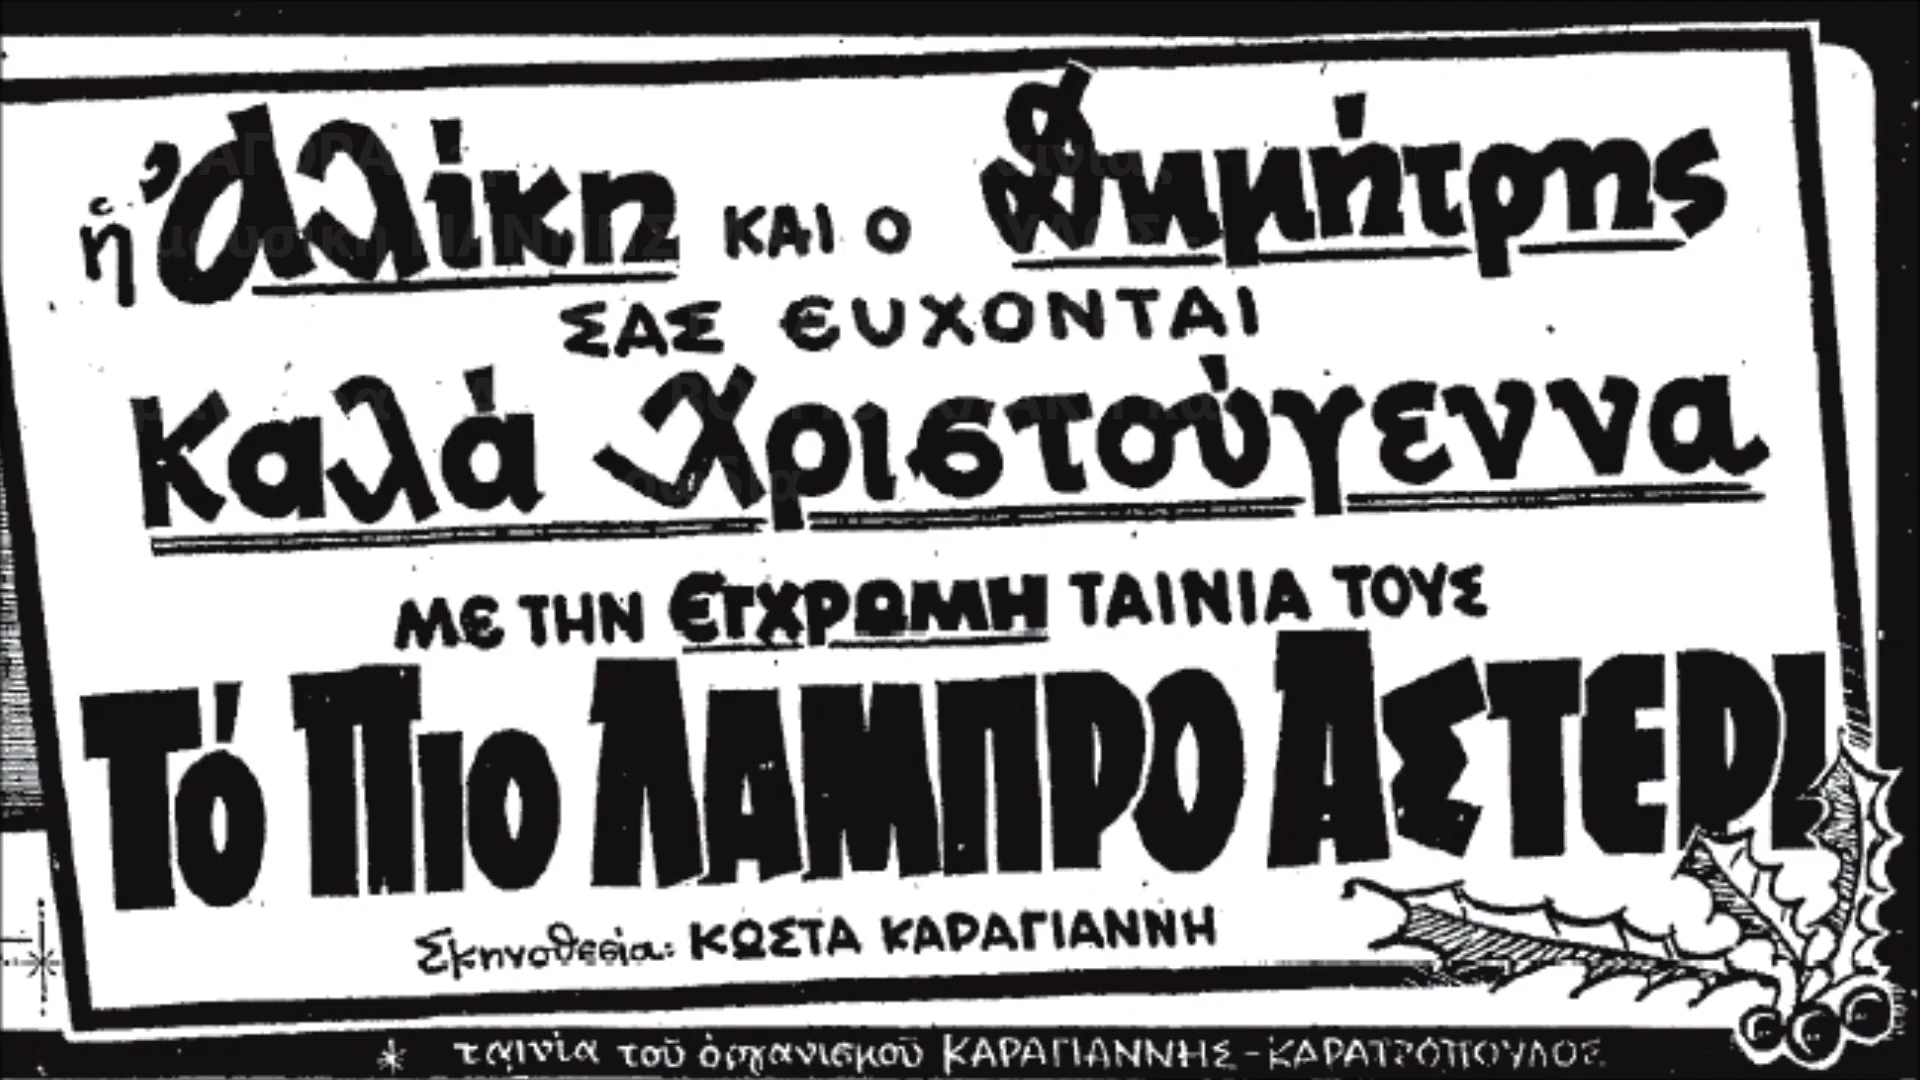 ἡ Ἀλίκη ΚΑΙ Ο Δημήτρης
ΣΑΣ ΕΥΧΟΝΤΑΙ
Καλά Χριστούγεννα
ΜΕ ΤΗΝ ΕΓΧΡΩΜΗ ΤΑΙΝΙΑ ΤΟΥΣ
Τό Πιο ΛΑΜΠΡΟ ΑΣΤΕΡΙ
Σκηνοθεσία: ΚΩΣΤΑ ΚΑΡΑΓΙΑΝΝΗ
* ταινία τοῦ ὀργανισμοῦ ΚΑΡΑΓΙΑΝΝΗΣ-ΚΑΡΑΤΖΟΠΟΥΛΟΣ